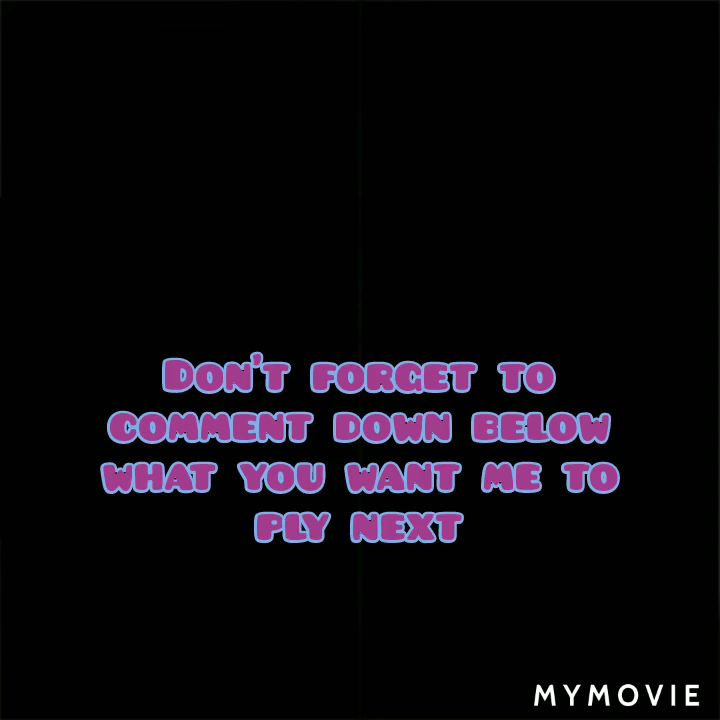 Don't forget to
comment down below
what you want me to
ply next
MYMOVIE